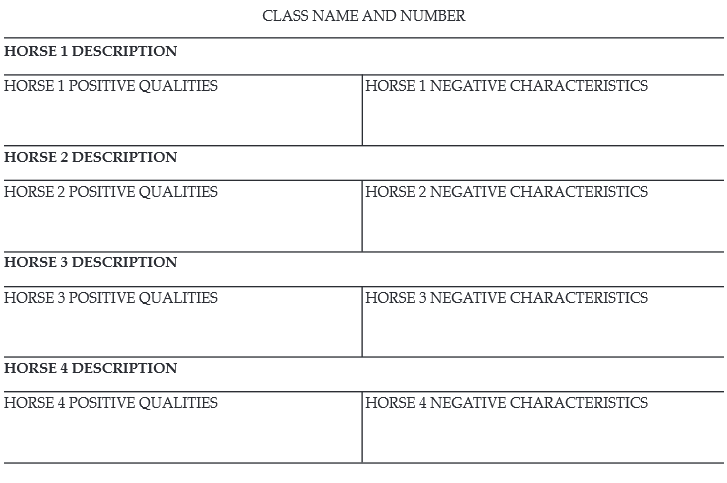 CLASS NAME AND NUMBER
HORSE 1 DESCRIPTION
HORSE 1 POSITIVE QUALITIES
HORSE 1 NEGATIVE CHARACTERISTICS
HORSE 2 DESCRIPTION
HORSE 2 POSITIVE QUALITIES
HORSE 2 NEGATIVE CHARACTERISTICS
HORSE 3 DESCRIPTION
HORSE 3 POSITIVE QUALITIES
HORSE 3 NEGATIVE CHARACTERISTICS
HORSE 4 DESCRIPTION
HORSE 4 POSITIVE QUALITIES
HORSE 4 NEGATIVE CHARACTERISTICS